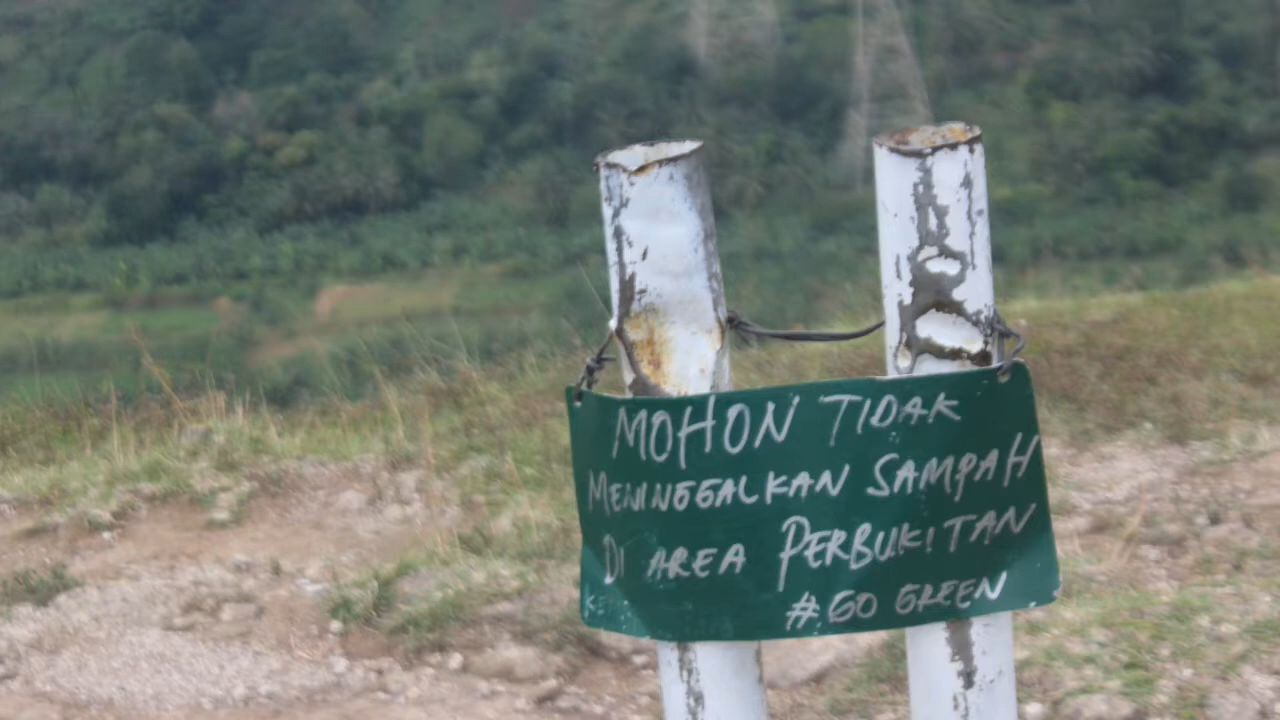 MOHON TIDAK
MENINGGALKAN SAMPAH
DI AREA PERBUKITAN
# GO GREEN